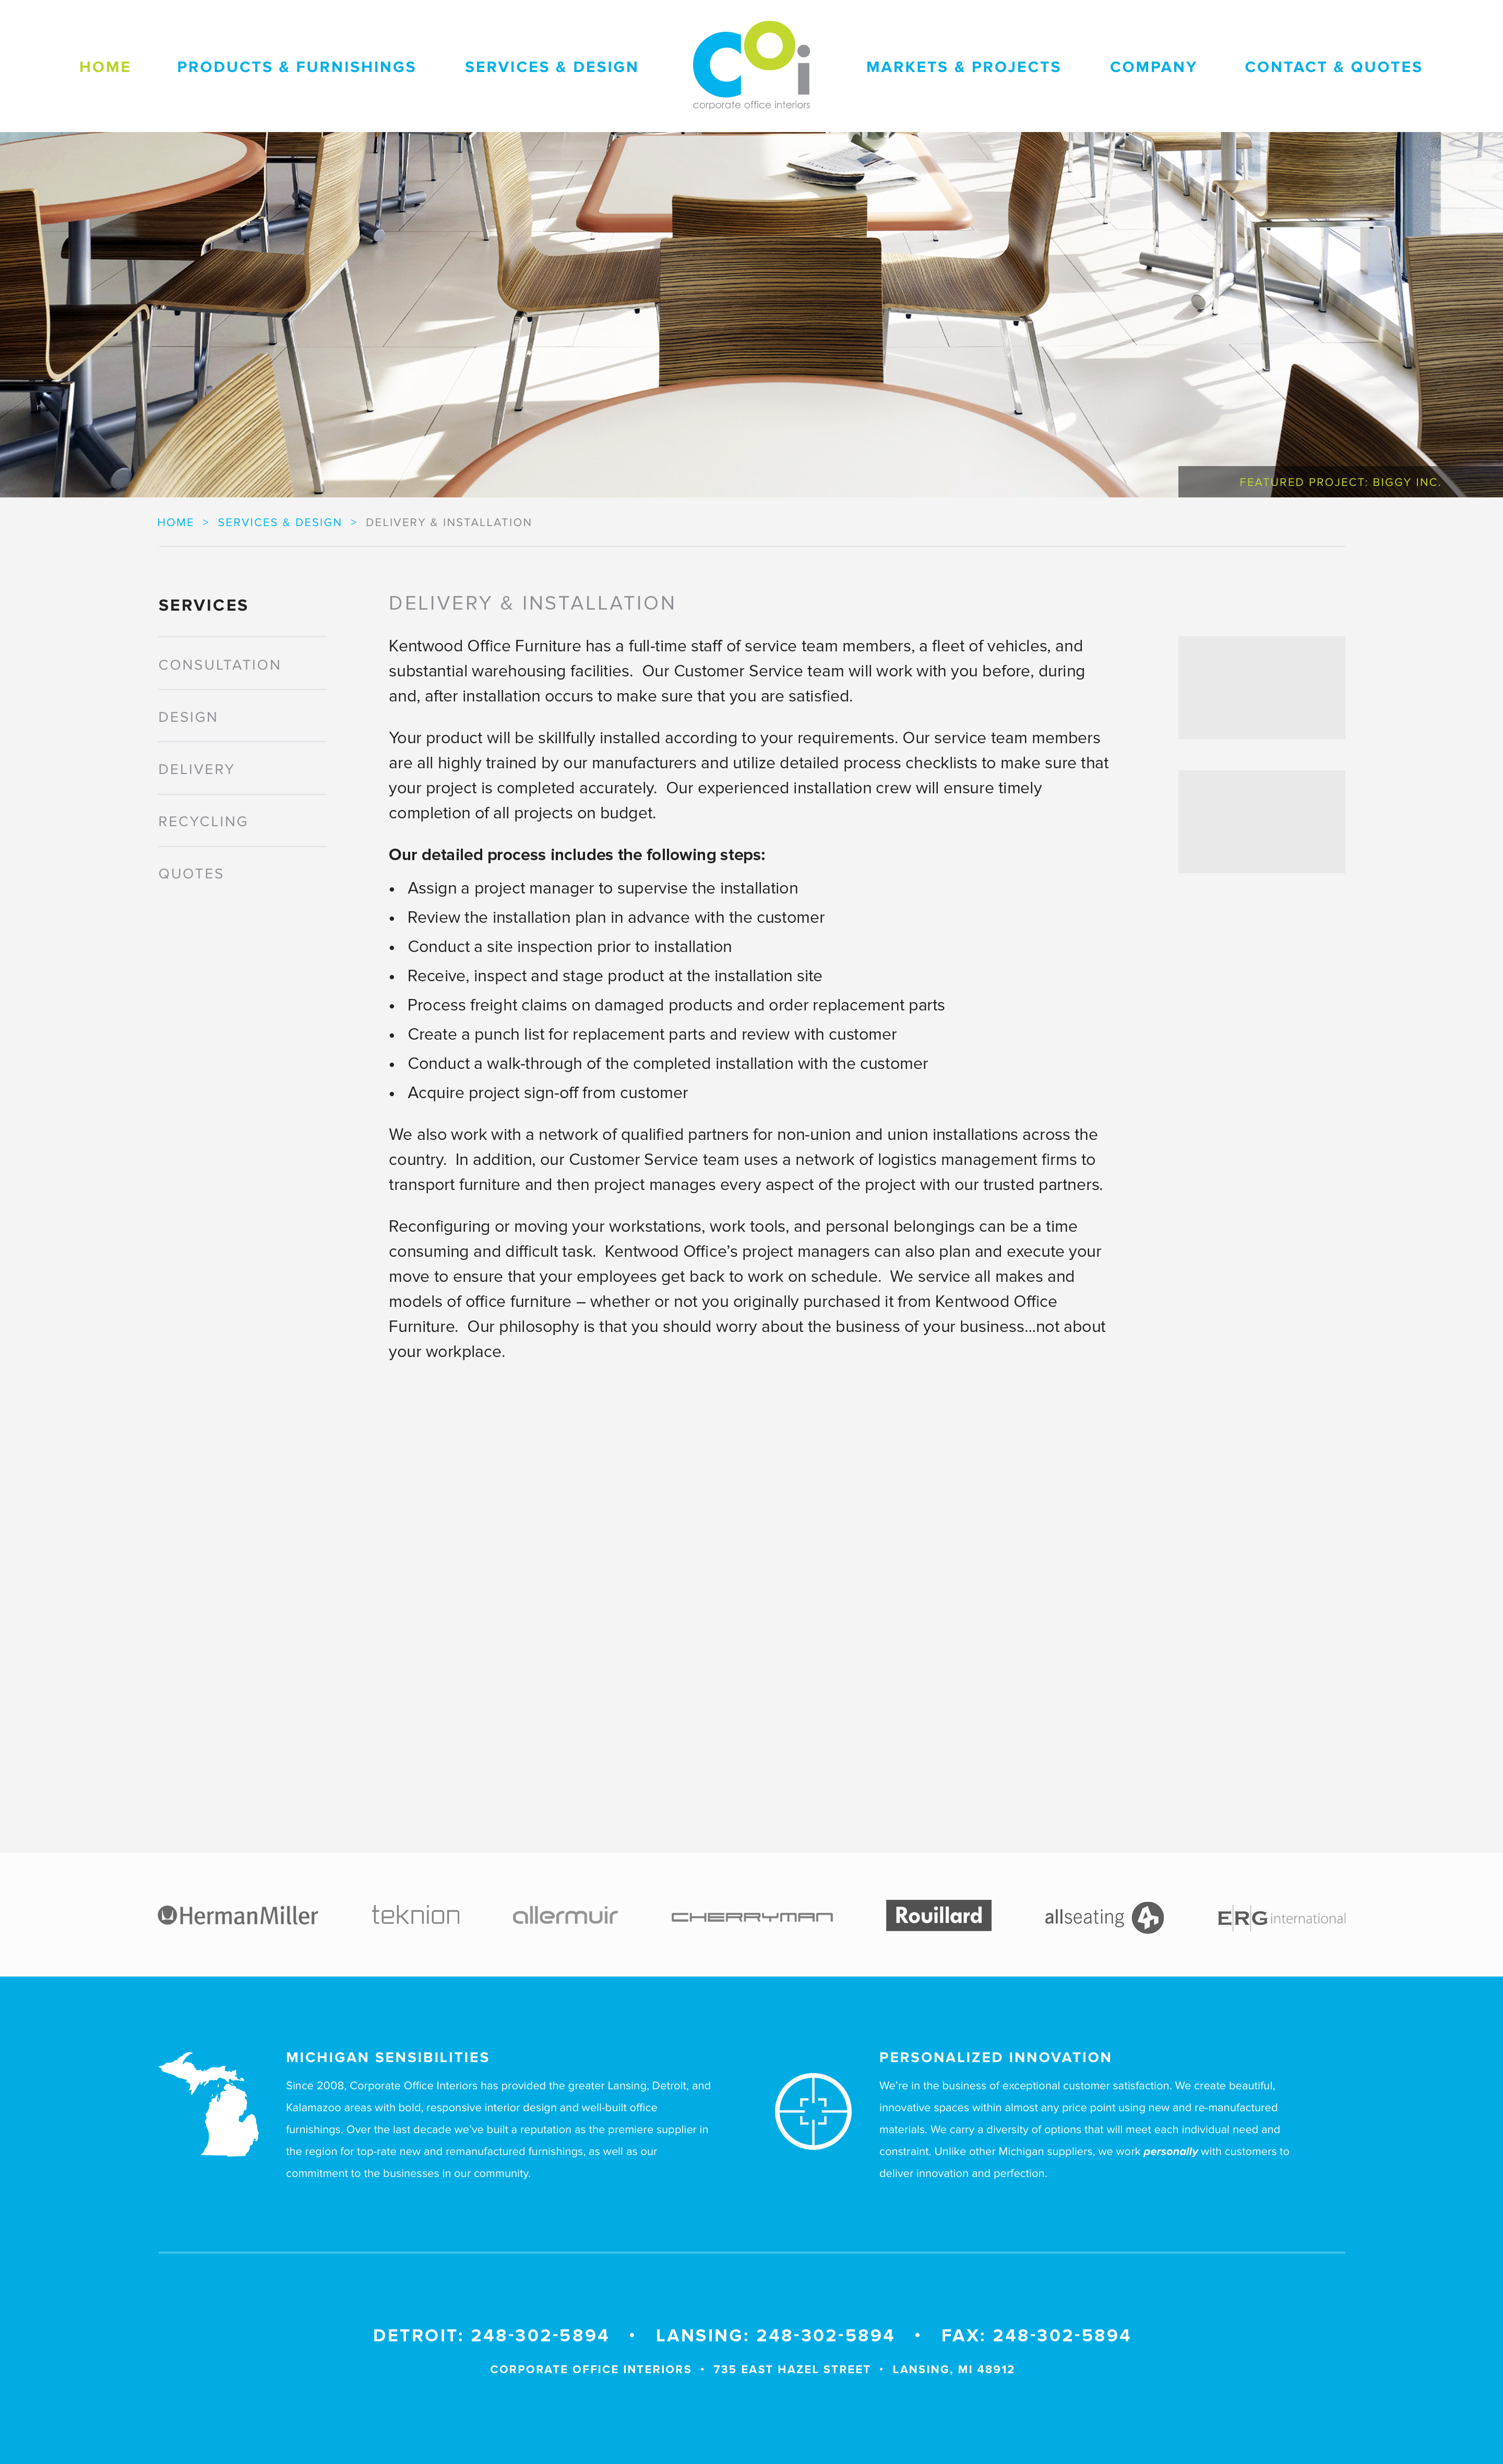 HOME
PRODUCTS & FURNISHINGS
SERVICES & DESIGN
coi
corporate office interiors
MARKETS & PROJECTS
COMPANY
CONTACT & QUOTES
FEATURED PROJECT: BIGGY INC.
HOME > SERVICES & DESIGN > DELIVERY & INSTALLATION
SERVICES
CONSULTATION
DESIGN
DELIVERY
RECYCLING
QUOTES
DELIVERY & INSTALLATION
Kentwood Office Furniture has a full-time staff of service team members, a fleet of vehicles, and
substantial warehousing facilities. Our Customer Service team will work with you before, during
and, after installation occurs to make sure that you are satisfied.
Your product will be skillfully installed according to your requirements. Our service team members
are all highly trained by our manufacturers and utilize detailed process checklists to make sure that
your project is completed accurately. Our experienced installation crew will ensure timely
completion of all projects on budget.
Our detailed process includes the following steps:
• Assign a project manager to supervise the installation
• Review the installation plan in advance with the customer
• Conduct a site inspection prior to installation
• Receive, inspect and stage product at the installation site
• Process freight claims on damaged products and order replacement parts
• Create a punch list for replacement parts and review with customer
• Conduct a walk-through of the completed installation with the customer
• Acquire project sign-off from customer
We also work with a network of qualified partners for non-union and union installations across the
country. In addition, our Customer Service team uses a network of logistics management firms to
transport furniture and then project manages every aspect of the project with our trusted partners.
Reconfiguring or moving your workstations, work tools, and personal belongings can be a time
consuming and difficult task. Kentwood Office's project managers can also plan and execute your
move to ensure that your employees get back to work on schedule. We service all makes and
models of office furniture – whether or not you originally purchased it from Kentwood Office
Furniture. Our philosophy is that you should worry about the business of your business...not about
your workplace.
HermanMiller
teknion
allermuir
CHERRYMAN
Rouillard
allseating
ERG international
MICHIGAN SENSIBILITIES
Since 2008, Corporate Office Interiors has provided the greater Lansing, Detroit, and
Kalamazoo areas with bold, responsive interior design and well-built office
furnishings. Over the last decade we've built a reputation as the premiere supplier in
the region for top-rate new and remanufactured furnishings, as well as our
commitment to the businesses in our community.
PERSONALIZED INNOVATION
We're in the business of exceptional customer satisfaction. We create beautiful,
innovative spaces within almost any price point using new and re-manufactured
materials. We carry a diversity of options that will meet each individual need and
constraint. Unlike other Michigan suppliers, we work personally with customers to
deliver innovation and perfection.
DETROIT: 248-302-5894 • LANSING: 248-302-5894 • FAX: 248-302-5894
CORPORATE OFFICE INTERIORS • 735 EAST HAZEL STREET • LANSING, MI 48912